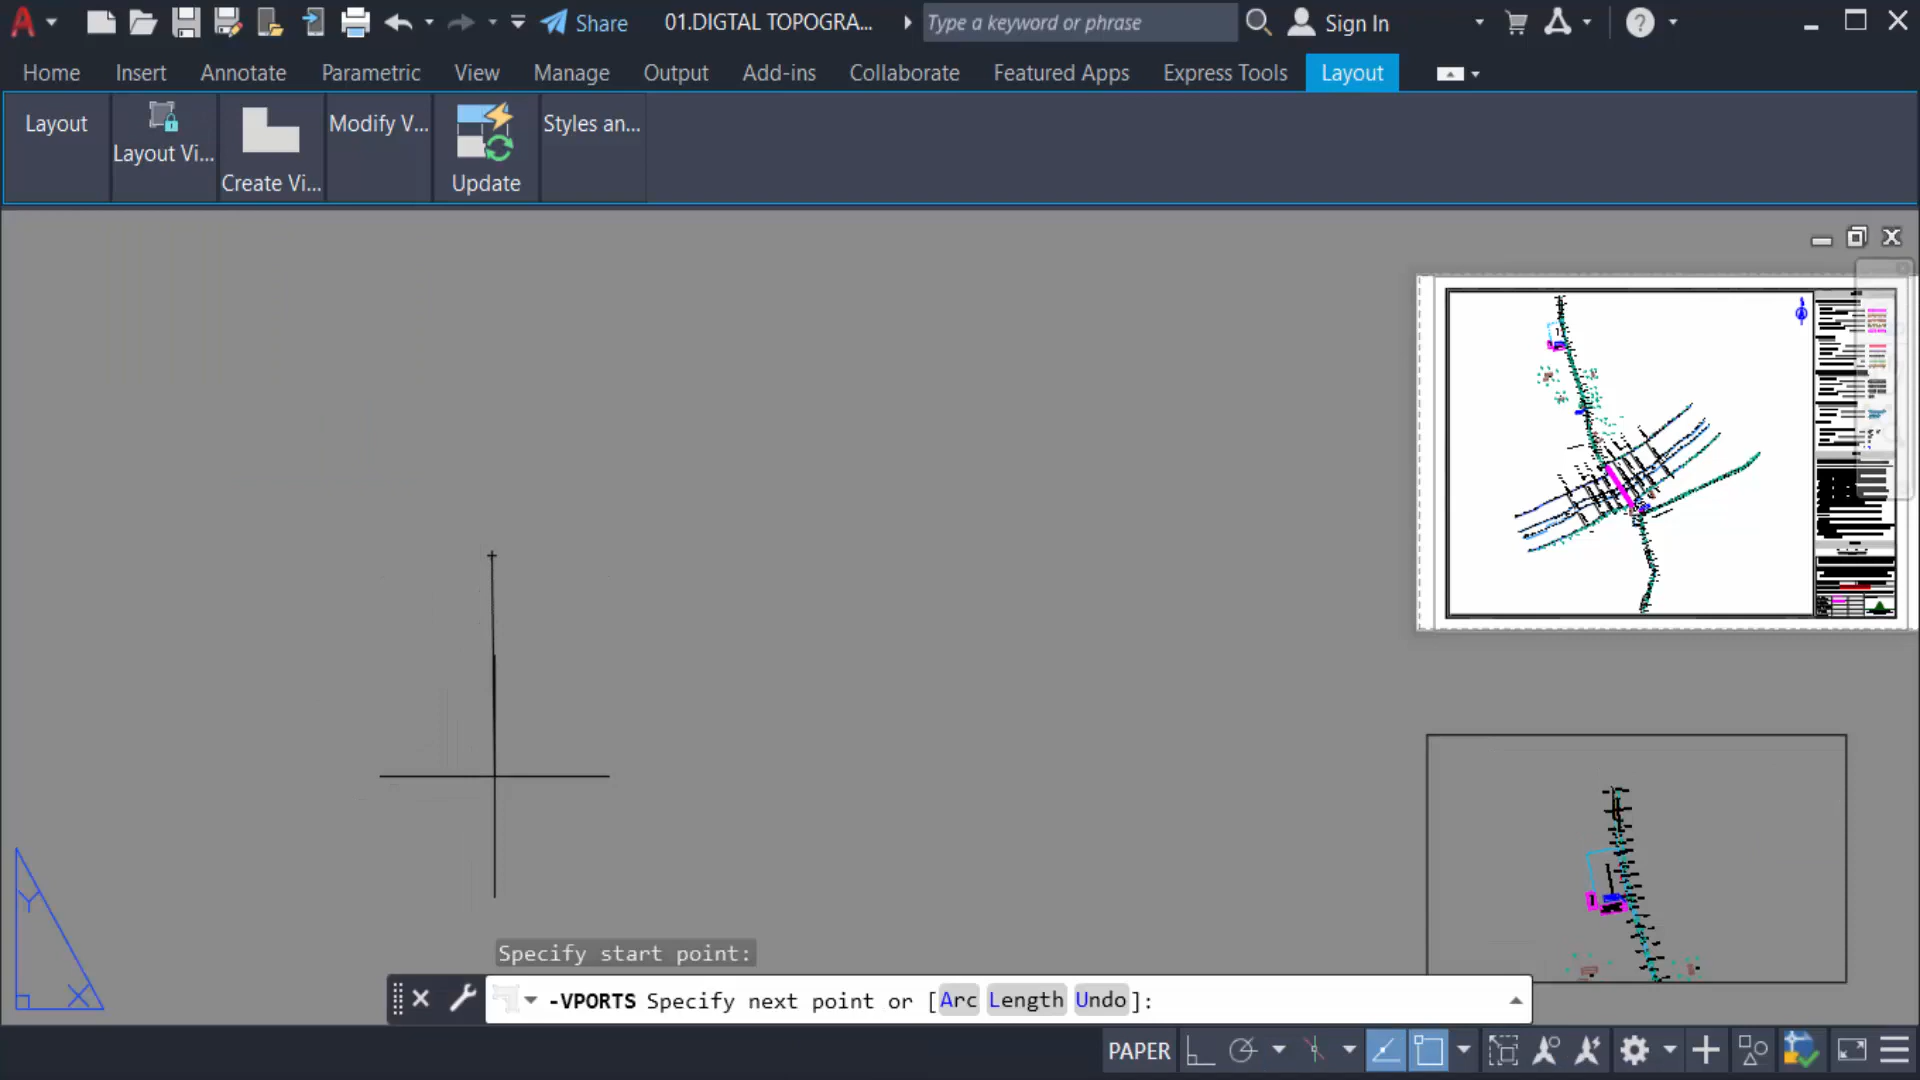 Share
01.DIGTAL TOPOGRA...
Type a keyword or phrase
Sign In
Home
Insert
Annotate
Parametric
View
Manage
Output
Add-ins
Collaborate
Featured Apps
Express Tools
Layout
Layout
Layout Vi...
Create Vi...
Modify V...
Update
Styles an...
Y
X
Specify start point:
-VPORTS Specify next point or [Arc Length Undo]:
PAPER